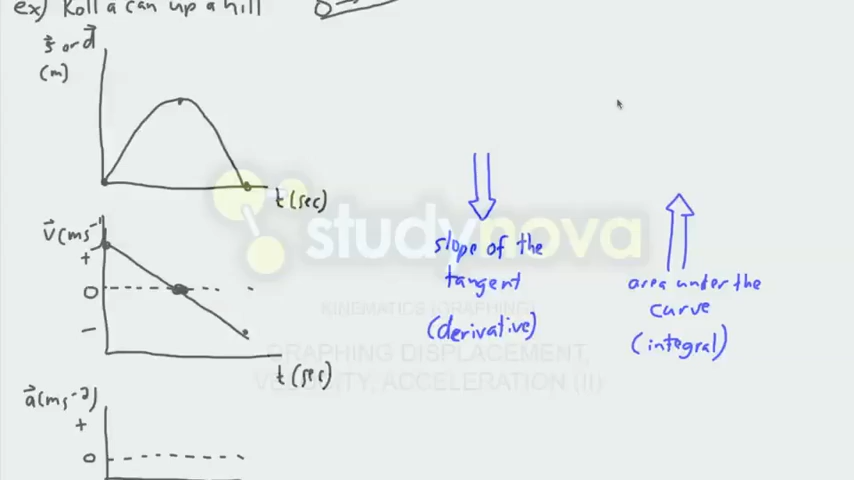 ex) Roll a can up a hill
s⃗ or d⃗
(m)
t(sec)
v⃗(ms⁻¹)
+
0
−
t(sec)
a⃗(ms⁻²)
+
0
slope of the
tangent
(derivative)
area under the
curve
(integral)
studynova
KINEMATICS (GRAPHING)
GRAPHING DISPLACEMENT,
VELOCITY, ACCELERATION (II)